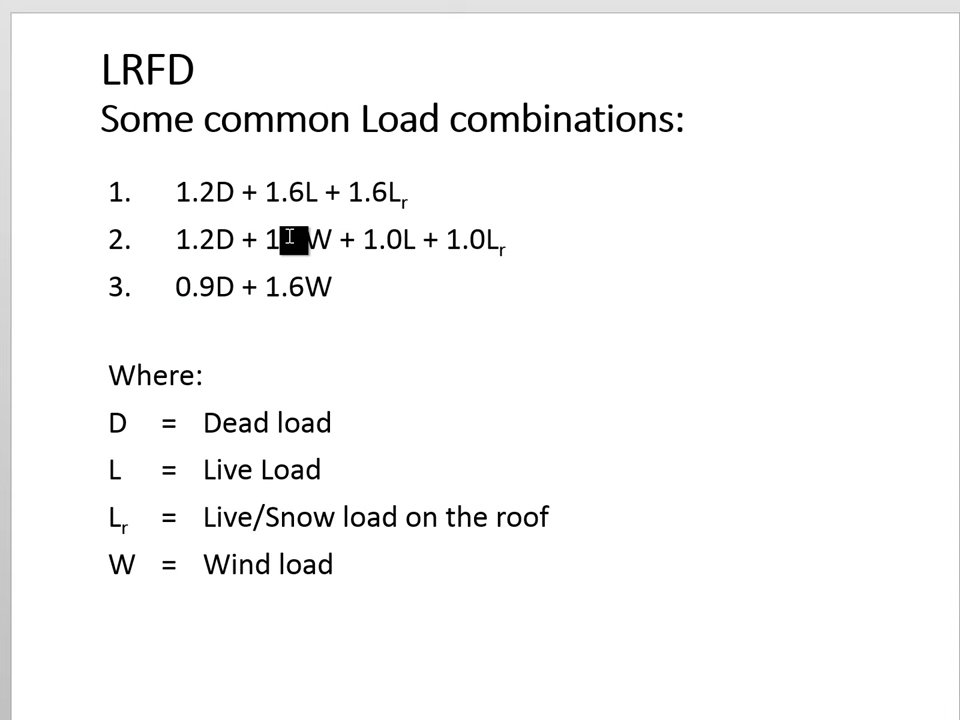 LRFD
Some common Load combinations:
1. 1.2D + 1.6L + 1.6Lr
2. 1.2D + 1 W + 1.0L + 1.0Lr
3. 0.9D + 1.6W
Where:
D = Dead load
L = Live Load
Lr = Live/Snow load on the roof
W = Wind load